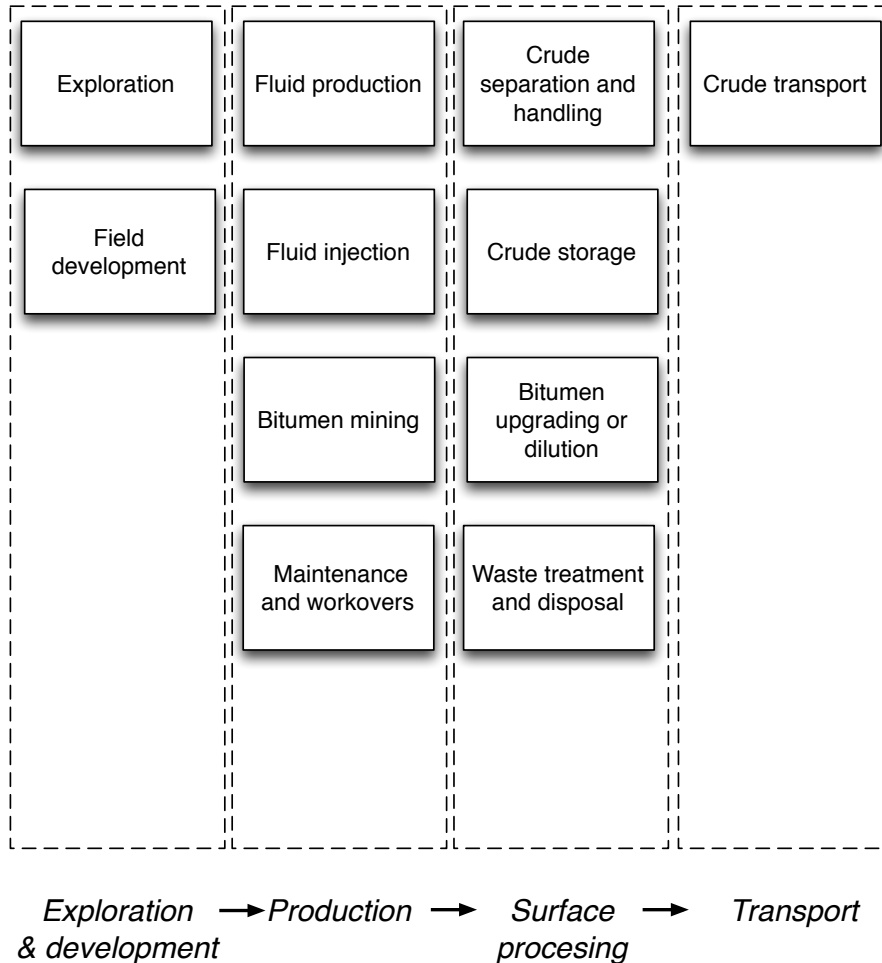 Exploration
Fluid production
Crude
separation and
handling
Crude transport
Field
development
Fluid injection
Crude storage
Bitumen mining
Bitumen
upgrading or
dilution
Maintenance
and workovers
Waste treatment
and disposal
Exploration
& development
Production
Surface
procesing
Transport